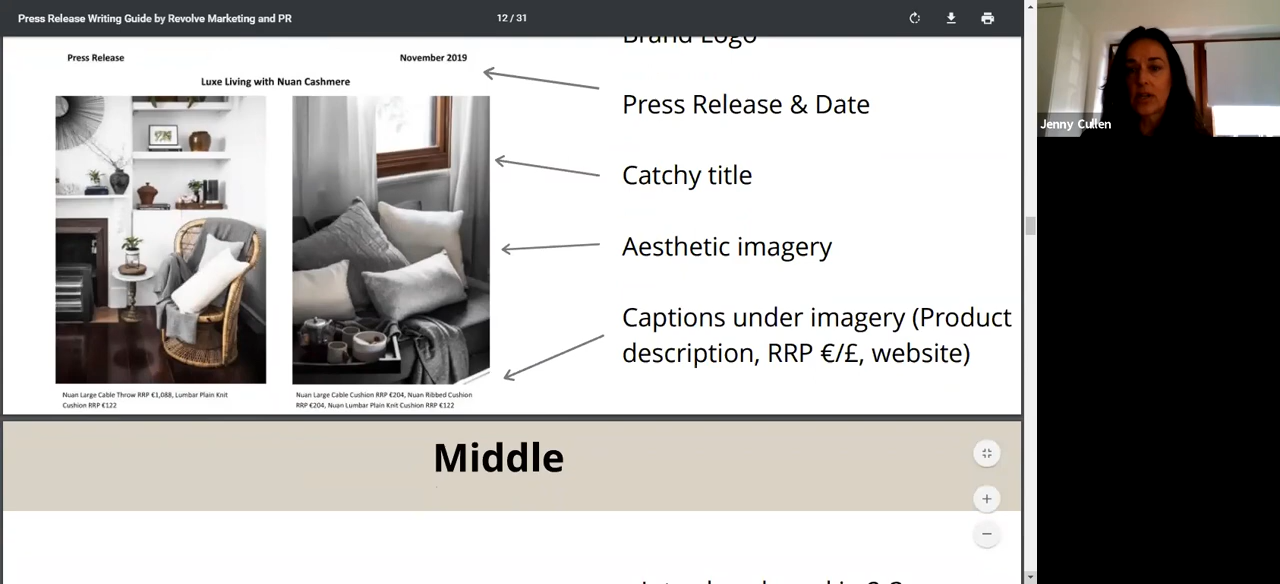 Press Release Writing Guide by Revolve Marketing and PR
12 / 31
Brand Logo
Press Release
November 2019
Luxe Living with Nuan Cashmere
Press Release & Date
Catchy title
Aesthetic imagery
Captions under imagery (Product
description, RRP €/£, website)
Nuan Large Cable Throw RRP €1,088, Lumbar Plain Knit
Cushion RRP €122
Nuan Large Cable Cushion RRP €204, Nuan Ribbed Cushion
RRP €204, Nuan Lumbar Plain Knit Cushion RRP €122
Middle
Jenny Cullen